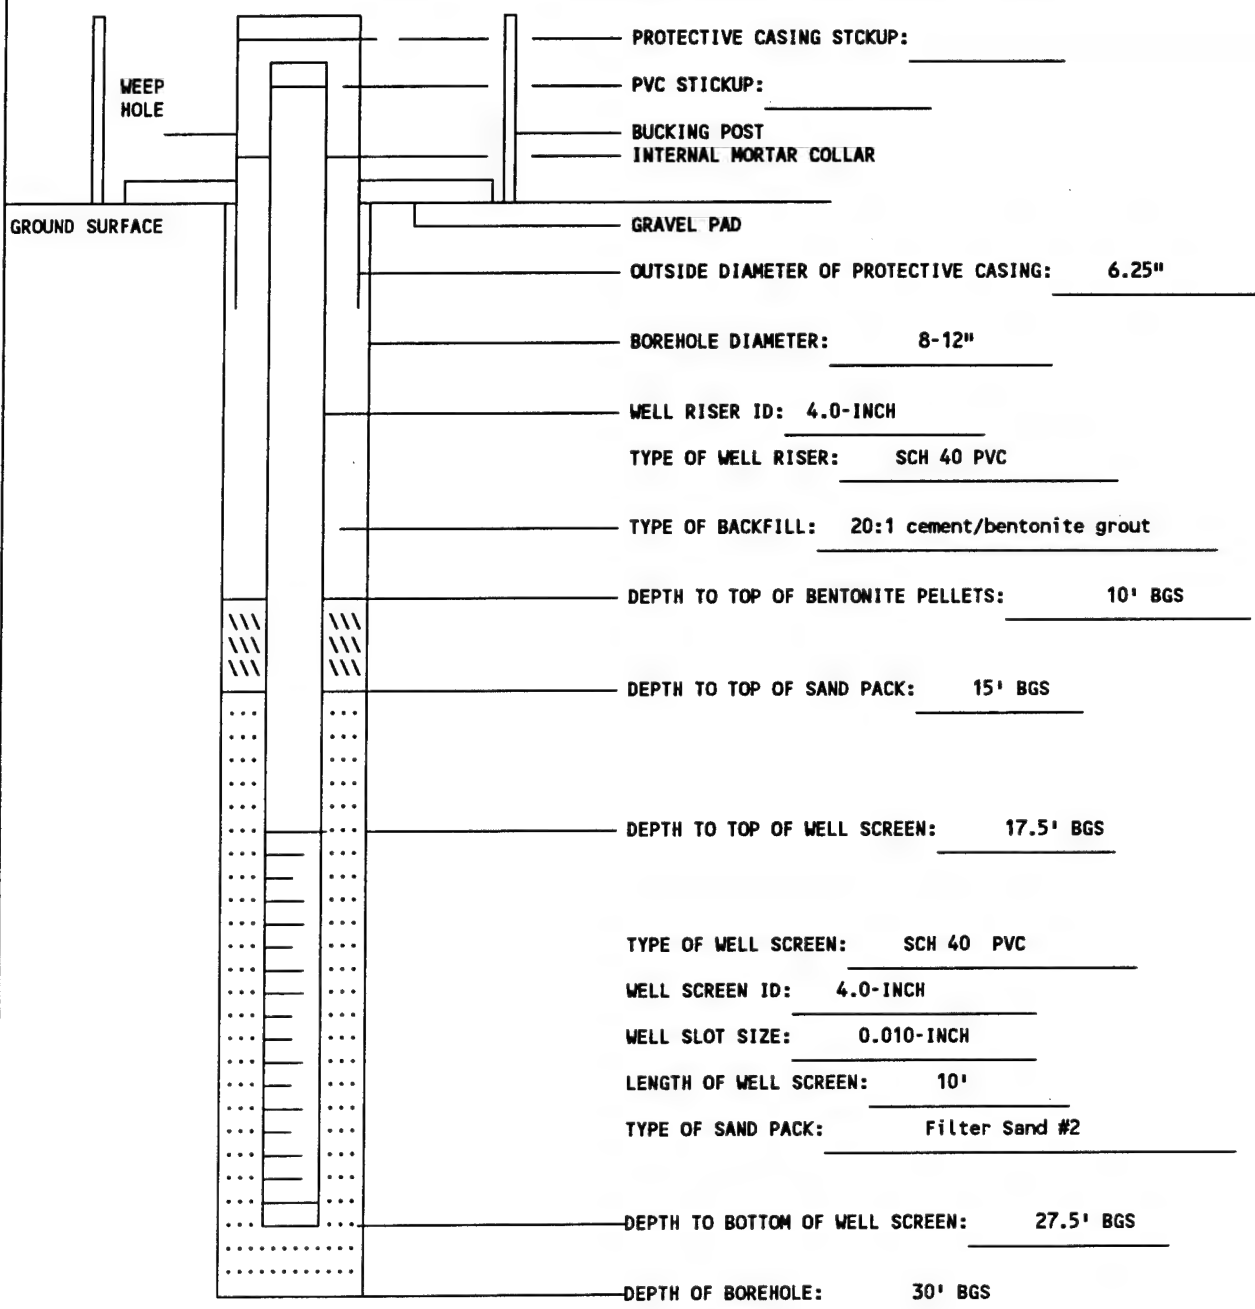 PROTECTIVE CASING STCKUP:
WEEP HOLE
PVC STICKUP:
BUCKING POST
INTERNAL MORTAR COLLAR
GROUND SURFACE
GRAVEL PAD
OUTSIDE DIAMETER OF PROTECTIVE CASING: 6.25"
BOREHOLE DIAMETER: 8-12"
WELL RISER ID: 4.0-INCH
TYPE OF WELL RISER: SCH 40 PVC
TYPE OF BACKFILL: 20:1 cement/bentonite grout
DEPTH TO TOP OF BENTONITE PELLETS: 10' BGS
DEPTH TO TOP OF SAND PACK: 15' BGS
DEPTH TO TOP OF WELL SCREEN: 17.5' BGS
TYPE OF WELL SCREEN: SCH 40 PVC
WELL SCREEN ID: 4.0-INCH
WELL SLOT SIZE: 0.010-INCH
LENGTH OF WELL SCREEN: 10'
TYPE OF SAND PACK: Filter Sand #2
DEPTH TO BOTTOM OF WELL SCREEN: 27.5' BGS
DEPTH OF BOREHOLE: 30' BGS